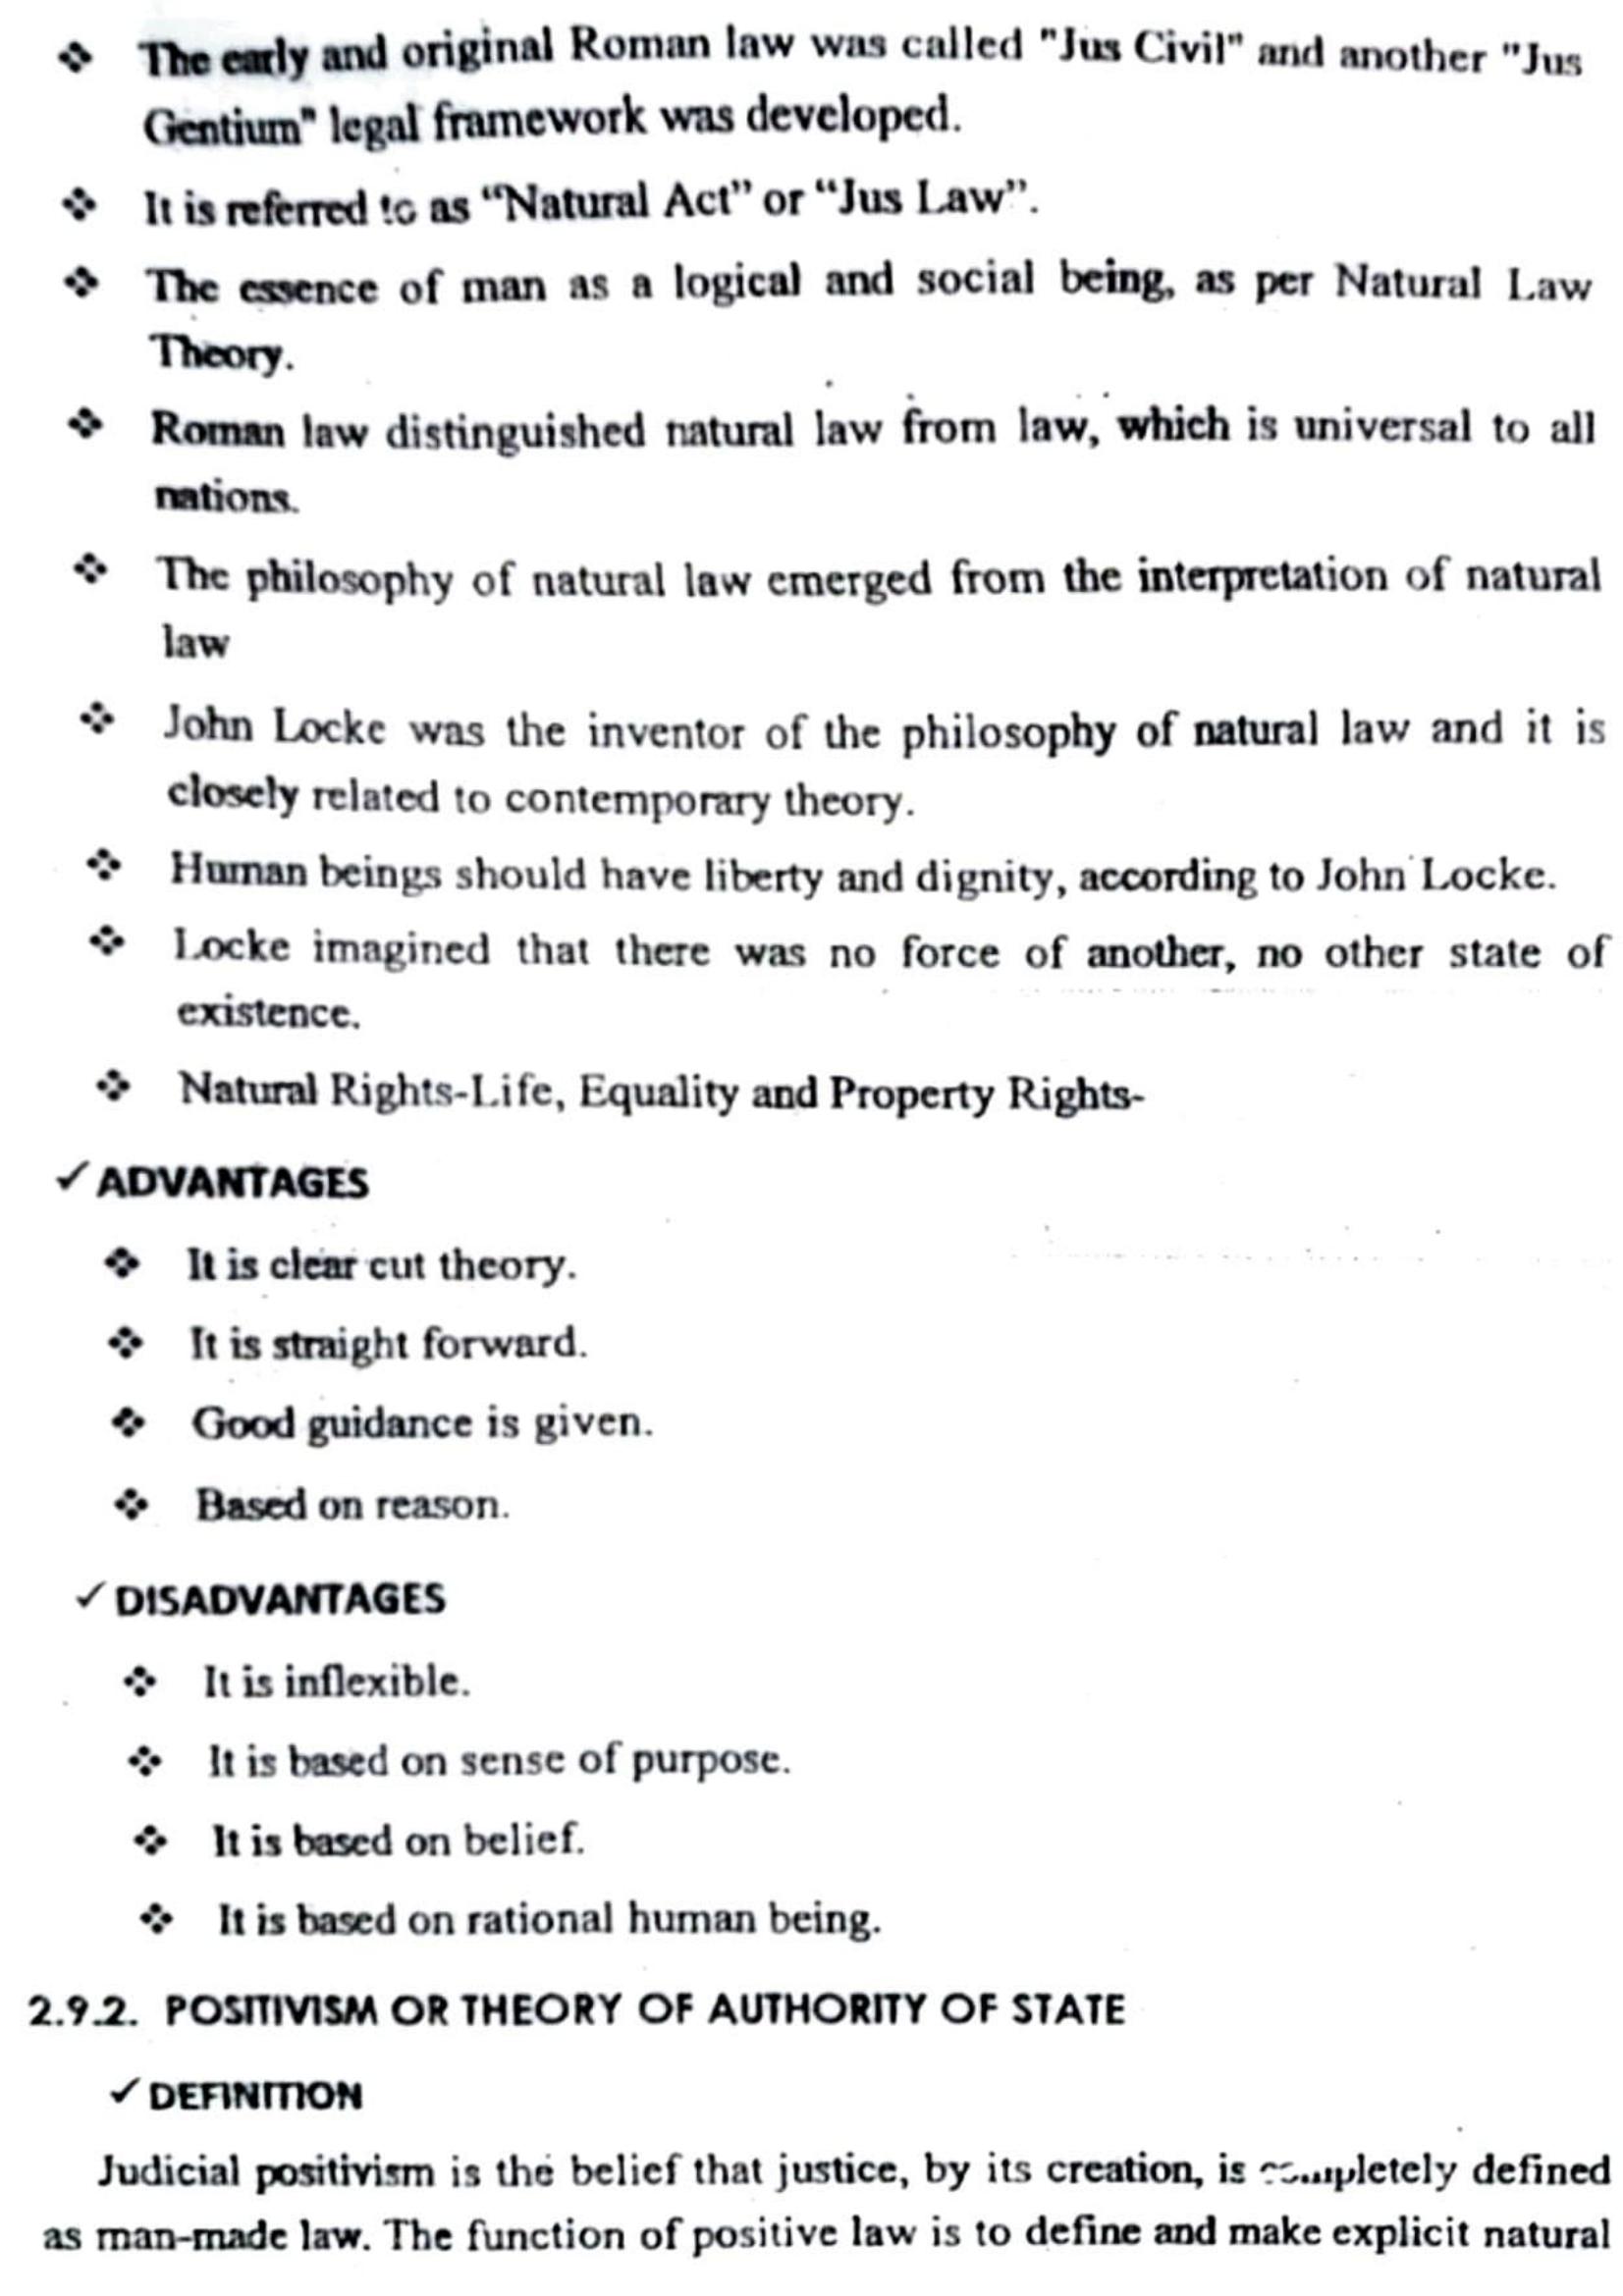 ❖ The early and original Roman law was called "Jus Civil" and another "Jus
Gentium" legal framework was developed.
❖ It is referred to as “Natural Act” or “Jus Law”.
❖ The essence of man as a logical and social being, as per Natural Law
Theory.
❖ Roman law distinguished natural law from law, which is universal to all
nations.
❖ The philosophy of natural law emerged from the interpretation of natural
law
❖ John Locke was the inventor of the philosophy of natural law and it is
closely related to contemporary theory.
❖ Human beings should have liberty and dignity, according to John Locke.
❖ Locke imagined that there was no force of another, no other state of
existence.
❖ Natural Rights-Life, Equality and Property Rights-
✓ ADVANTAGES
❖ It is clear cut theory.
❖ It is straight forward.
❖ Good guidance is given.
❖ Based on reason.
✓ DISADVANTAGES
❖ It is inflexible.
❖ It is based on sense of purpose.
❖ It is based on belief.
❖ It is based on rational human being.
2.9.2. POSITIVISM OR THEORY OF AUTHORITY OF STATE
✓ DEFINITION
Judicial positivism is the belief that justice, by its creation, is completely defined
as man-made law. The function of positive law is to define and make explicit natural